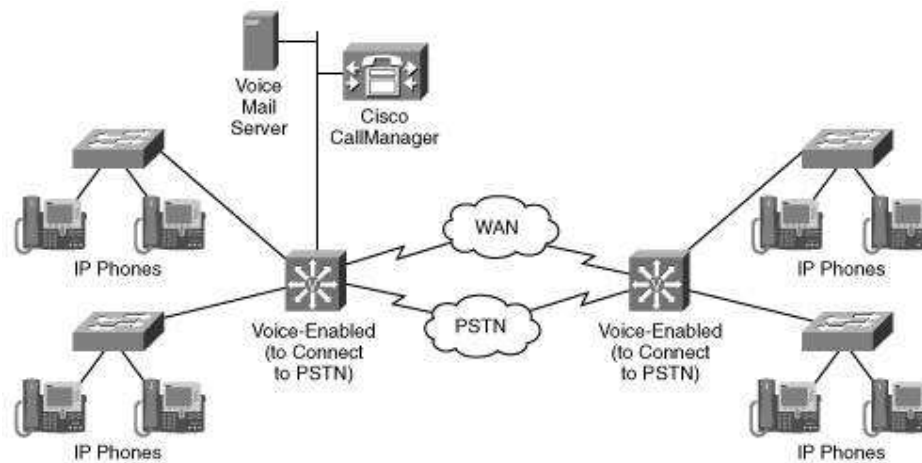 Voice
Mail
Server
Cisco
CallManager
IP Phones
IP Phones
WAN
PSTN
Voice-Enabled
(to Connect
to PSTN)
Voice-Enabled
(to Connect
to PSTN)
IP Phones
IP Phones